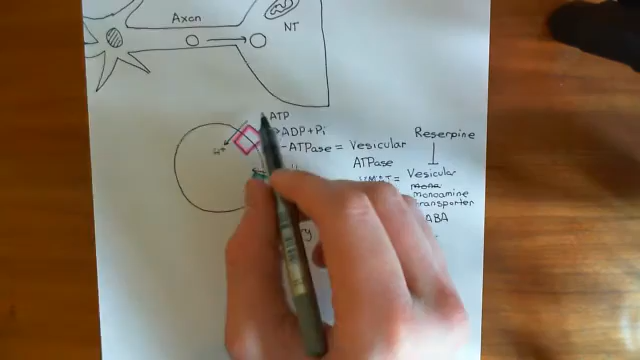 Axon
NT
ATP
ADP+Pi
-ATPase = Vesicular
ATPase
Reserpine
= Vesicular
mono
Monoamine
transporter